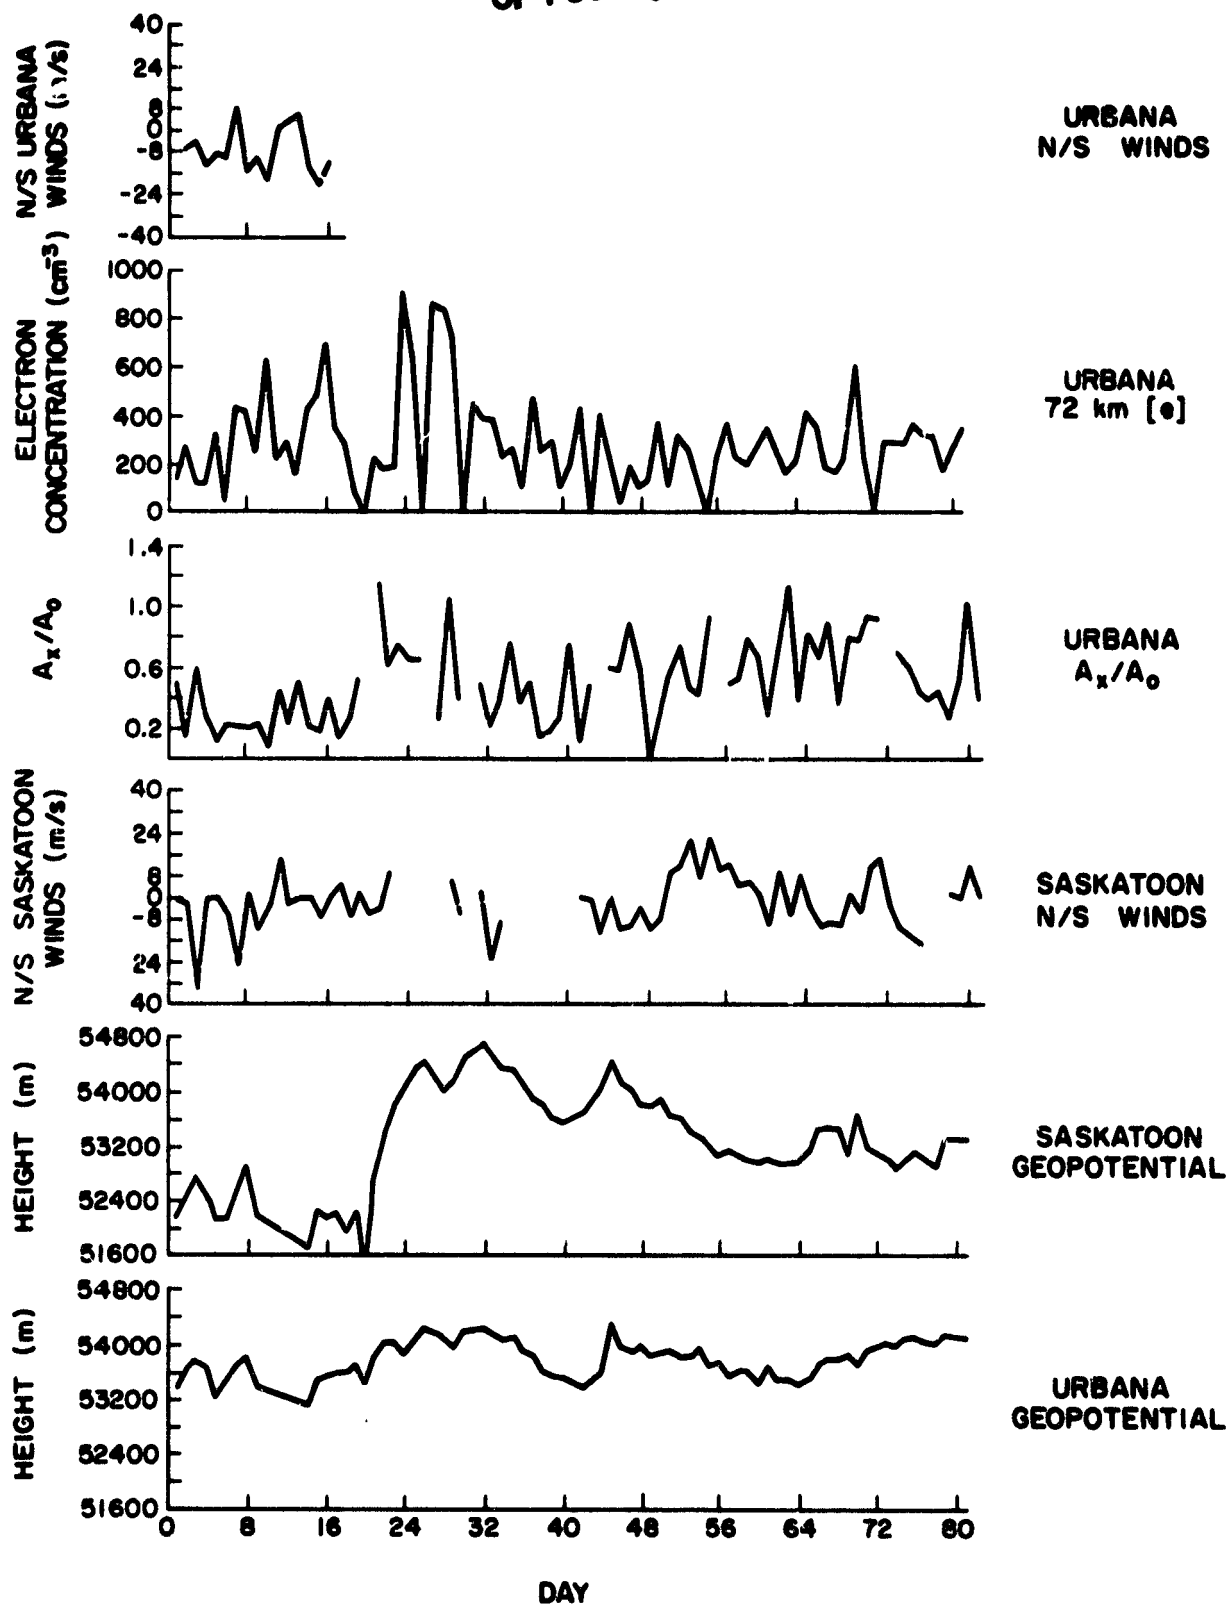 40
24
8
0
-8
-24
-40
N/S URBANA
WINDS
URBANA
N/S WINDS
1000
800
600
400
200
0
ELECTRON
CONCENTRATION (cm-3)
URBANA
72 km [e]
1.4
1.0
0.6
0.2
Ax/Ao
URBANA
Ax/Ao
40
24
8
0
-8
24
40
N/S SASKATOON
WINDS (m/s)
SASKATOON
N/S WINDS
54800
54000
53200
52400
51600
HEIGHT (m)
SASKATOON
GEOPOTENTIAL
54800
54000
53200
52400
51600
HEIGHT (m)
URBANA
GEOPOTENTIAL
0 8 16 24 32 40 48 56 64 72 80
DAY